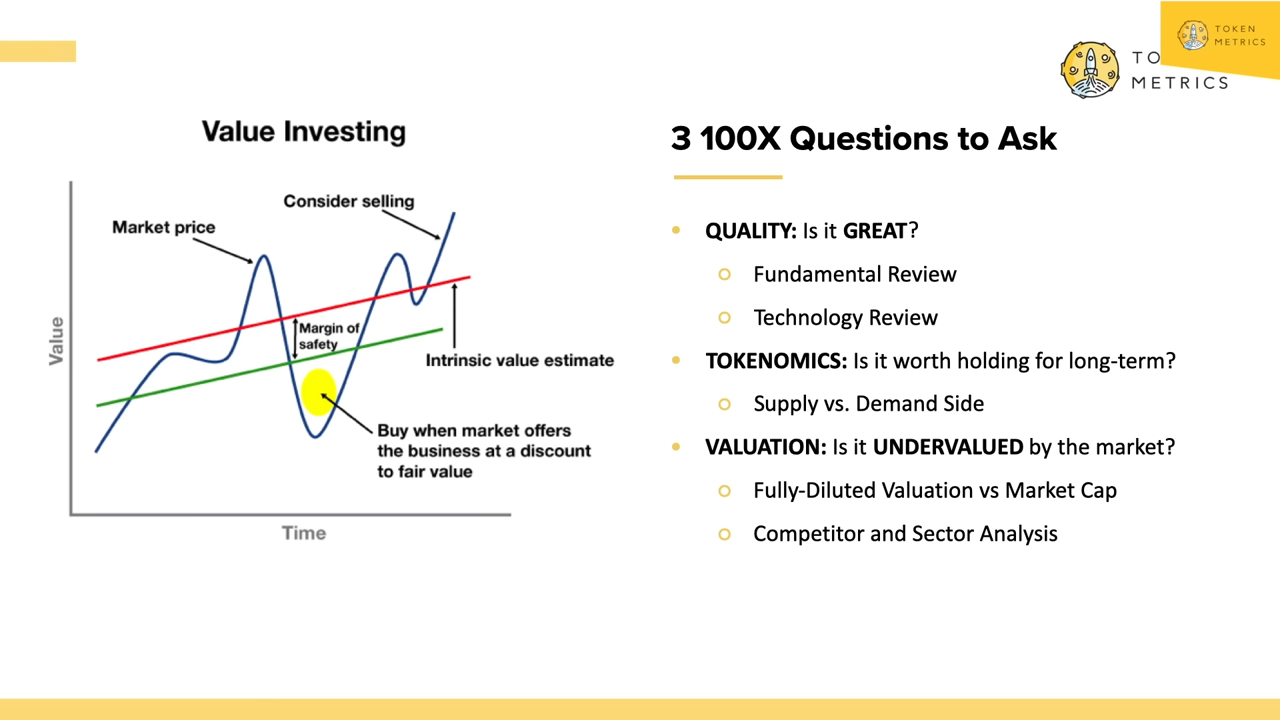 TOKEN
METRICS
TO
METRICS
Value Investing
Consider selling
Market price
Margin of
safety
Value
Intrinsic value estimate
Buy when market offers
the business at a discount
to fair value
Time
3 100X Questions to Ask
• QUALITY: Is it GREAT?
○ Fundamental Review
○ Technology Review
• TOKENOMICS: Is it worth holding for long-term?
○ Supply vs. Demand Side
• VALUATION: Is it UNDERVALUED by the market?
○ Fully-Diluted Valuation vs Market Cap
○ Competitor and Sector Analysis